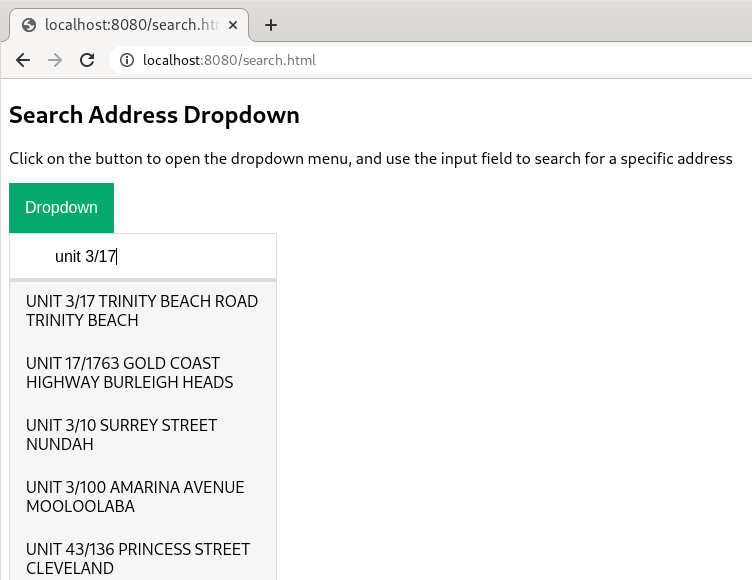 localhost:8080/search.ht
localhost:8080/search.html
Search Address Dropdown
Click on the button to open the dropdown menu, and use the input field to search for a specific address
Dropdown
unit 3/17
UNIT 3/17 TRINITY BEACH ROAD
TRINITY BEACH
UNIT 17/1763 GOLD COAST
HIGHWAY BURLEIGH HEADS
UNIT 3/10 SURREY STREET
NUNDAH
UNIT 3/100 AMARINA AVENUE
MOOLOOLABA
UNIT 43/136 PRINCESS STREET
CLEVELAND